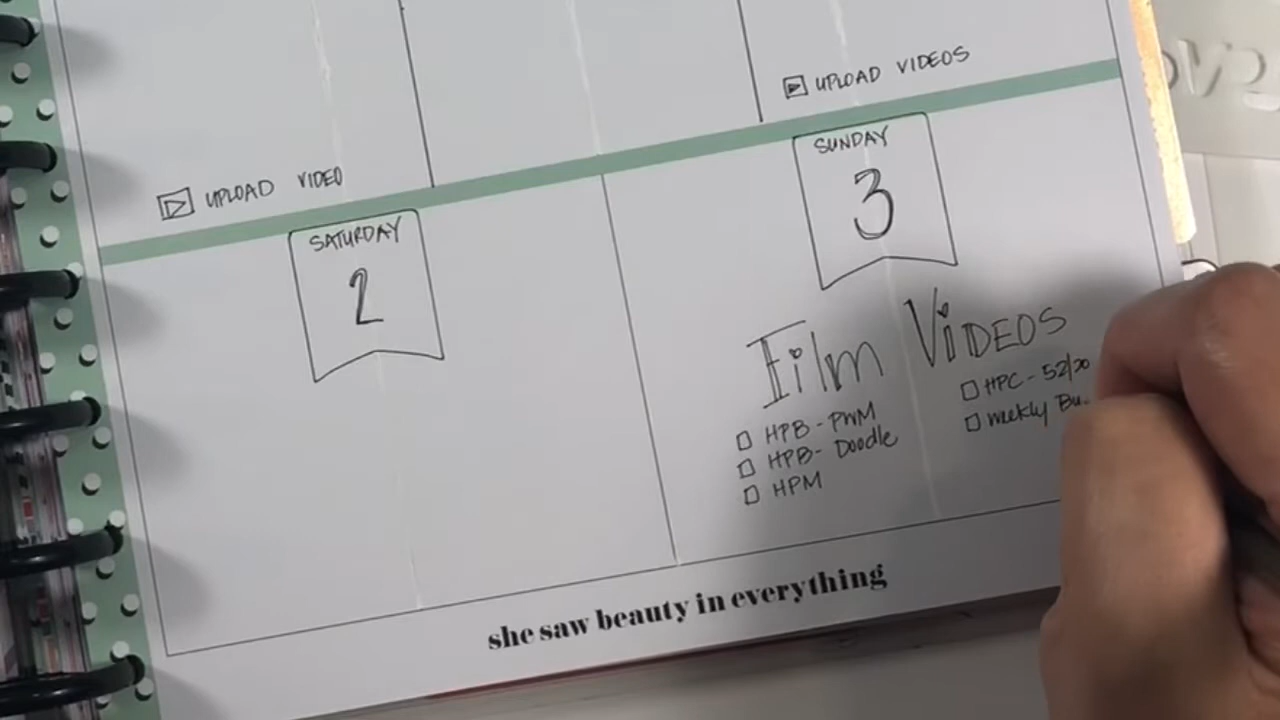 UPLOAD VIDEOS
UPLOAD VIDEO
SATURDAY
2
SUNDAY
3
Film VIDEOS
HPB - PWM
HPB - Doodle
HPM
HPC - 52/20
Weekly
she saw beauty in everything